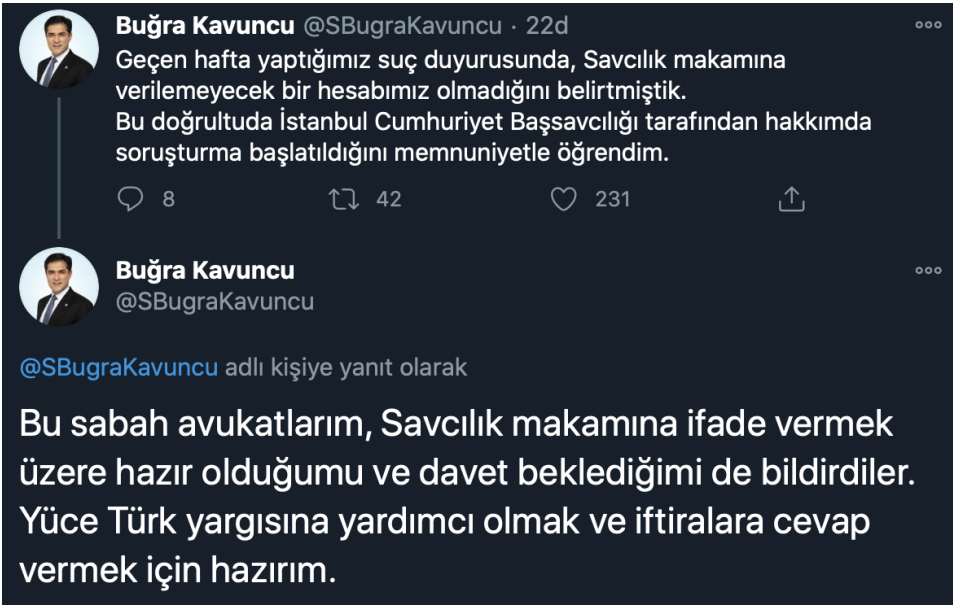 Buğra Kavuncu @SBugraKavuncu · 22d
Geçen hafta yaptığımız suç duyurusunda, Savcılık makamına
verilemeyecek bir hesabımız olmadığını belirtmiştik.
Bu doğrultuda İstanbul Cumhuriyet Başsavcılığı tarafından hakkımda
soruşturma başlatıldığını memnuniyetle öğrendim.
8 42 231
Buğra Kavuncu
@SBugraKavuncu
@SBugraKavuncu adlı kişiye yanıt olarak
Bu sabah avukatlarım, Savcılık makamına ifade vermek
üzere hazır olduğumu ve davet beklediğimi de bildirdiler.
Yüce Türk yargısına yardımcı olmak ve iftiralara cevap
vermek için hazırım.